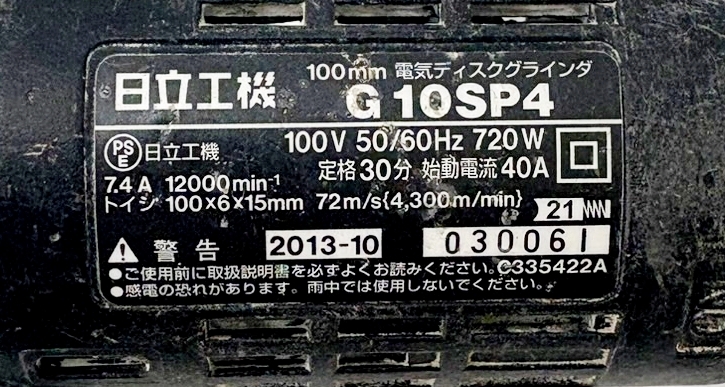 100mm 電気ディスクグラインダ
日立工機 G10SP4
PSE 日立工機 100V 50/60Hz 720W
定格30分 始動電流40A
7.4A 12000min⁻¹
トイシ 100×6×15mm 72m/s{4,300m/min}
21
警告 2013-10 030061
●ご使用前に取扱説明書を必ずよくお読みください。C335422A
●感電の恐れがあります。雨中では使用しないでください。